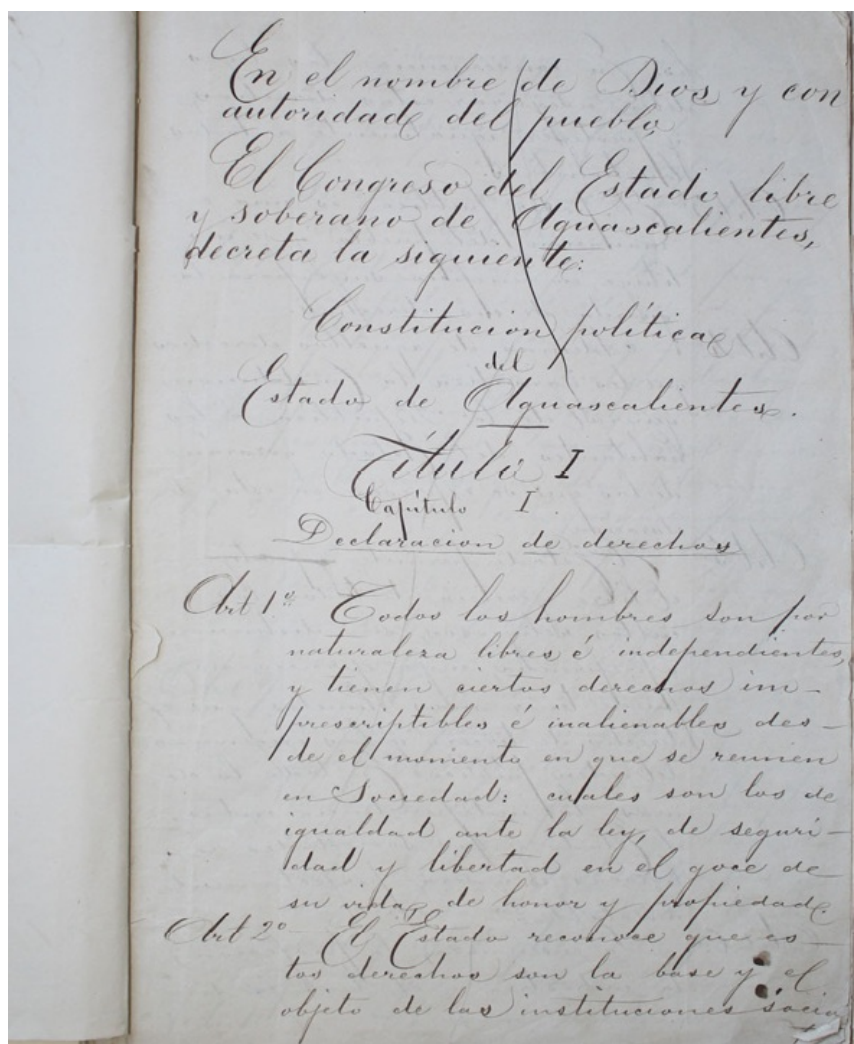 En el nombre de Dios y con
autoridad del pueblo,
El Congreso del Estado libre
y soberano de Aguascalientes,
decreta la siguiente:
Constitucion política
del
Estado de Aguascalientes.
Título I
Capítulo I.
Declaracion de derechos
Art 1º Todos los hombres son por
naturaleza libres é independientes,
y tienen ciertos derechos im-
prescriptibles é inalienables des-
de el momento en que se reunen
en Sociedad: cuales son los de
igualdad ante la ley, de seguri-
dad y libertad en el goce de
su vida, de honor y propiedad.
Art 2º El Estado reconoce que es-
tos derechos son la base y el
objeto de las instituciones socia